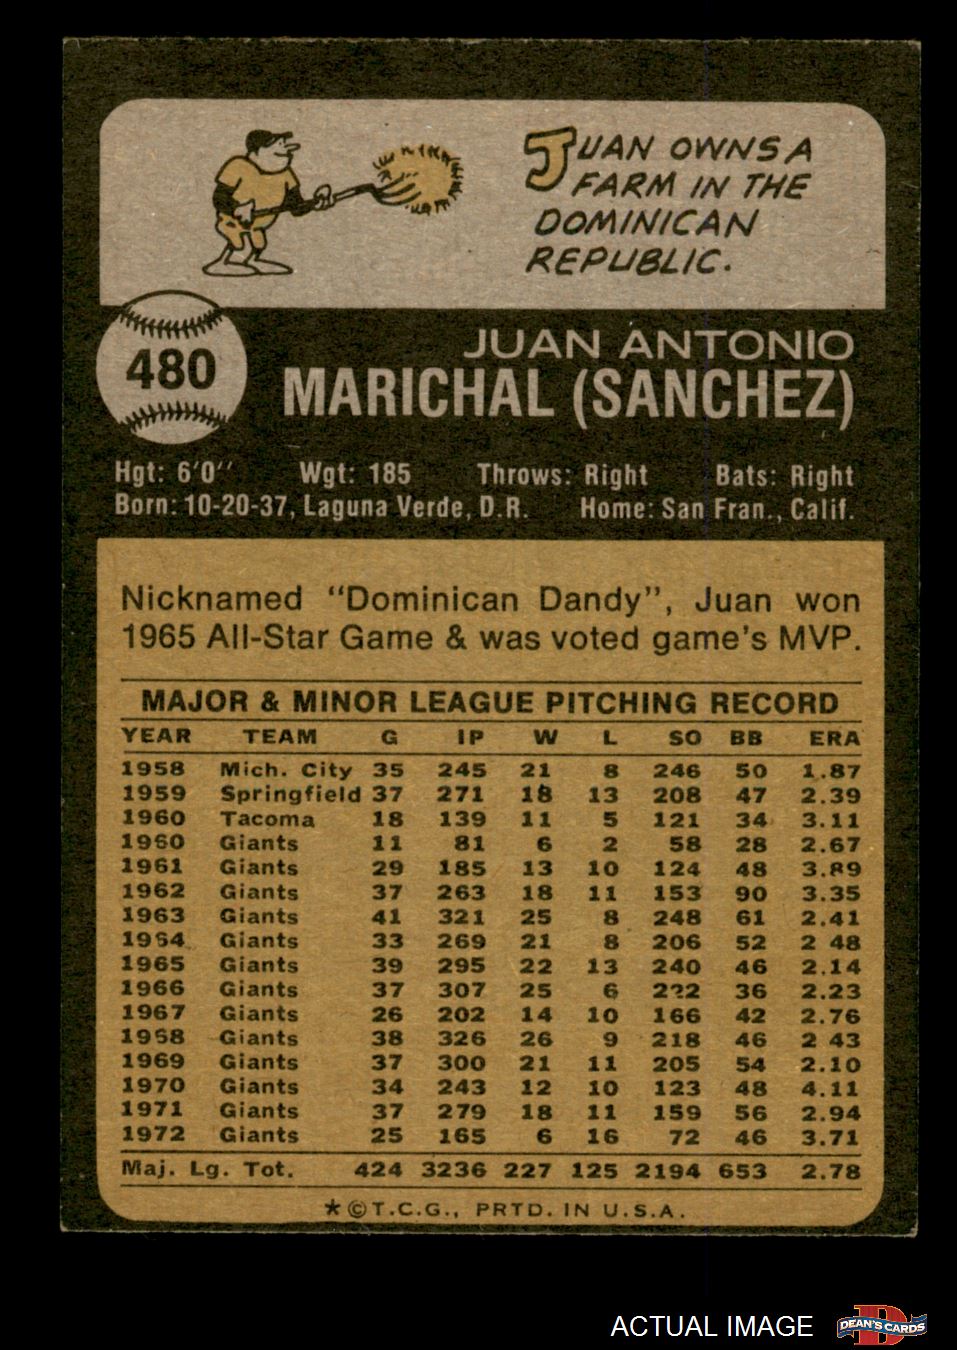 JUAN OWNS A
FARM IN THE
DOMINICAN
REPUBLIC.
480
JUAN ANTONIO
MARICHAL (SANCHEZ)
Hgt: 6'0" Wgt: 185 Throws: Right Bats: Right
Born: 10-20-37, Laguna Verde, D.R. Home: San Fran., Calif.
Nicknamed "Dominican Dandy", Juan won
1965 All-Star Game & was voted game's MVP.
MAJOR & MINOR LEAGUE PITCHING RECORD
YEAR TEAM G IP W L SO BB ERA
1958 Mich. City 35 245 21 8 246 50 1.87
1959 Springfield 37 271 18 13 208 47 2.39
1960 Tacoma 18 139 11 5 121 34 3.11
1960 Giants 11 81 6 2 58 28 2.67
1961 Giants 29 185 13 10 124 48 3.89
1962 Giants 37 263 18 11 153 90 3.35
1963 Giants 41 321 25 8 248 61 2.41
1964 Giants 33 269 21 8 206 52 2 48
1965 Giants 39 295 22 13 240 46 2.14
1966 Giants 37 307 25 6 222 36 2.23
1967 Giants 26 202 14 10 166 42 2.76
1968 Giants 38 326 26 9 218 46 2 43
1969 Giants 37 300 21 11 205 54 2.10
1970 Giants 34 243 12 10 123 48 4.11
1971 Giants 37 279 18 11 159 56 2.94
1972 Giants 25 165 6 16 72 46 3.71
Maj. Lg. Tot. 424 3236 227 125 2194 653 2.78
*©T.C.G., PRTD. IN U.S.A.
ACTUAL IMAGE
D
DEAN'S CARDS